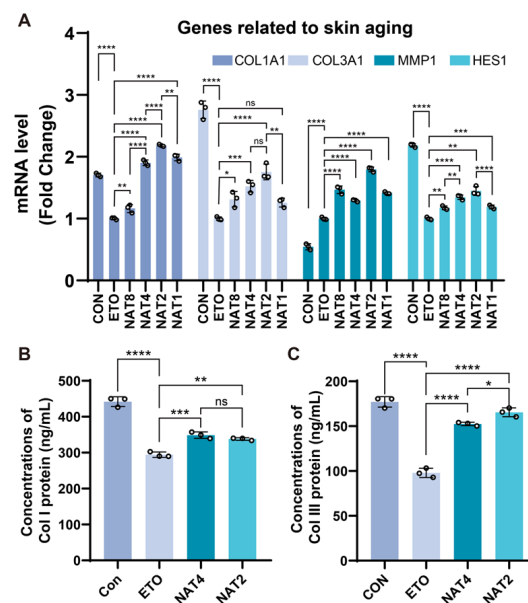 A
Genes related to skin aging
COL1A1 COL3A1 MMP1 HES1
mRNA level
(Fold Change)
4
3
2
1
0
**** **** ** **** **** **** **** **
**** ns **** ** ns *** *
**** **** **** **** ****
**** *** ** **** **** ** **
CON ETO NAT8 NAT4 NAT2 NAT1 CON ETO NAT8 NAT4 NAT2 NAT1 CON ETO NAT8 NAT4 NAT2 NAT1 CON ETO NAT8 NAT4 NAT2 NAT1
B
Concentrations of
Col I protein (ng/mL)
500
400
300
200
100
0
****
**
*** ns
Con ETO NAT4 NAT2
C
Concentrations of
Col III protein (ng/mL)
200
150
100
50
0
**** ****
**** *
CON ETO NAT4 NAT2